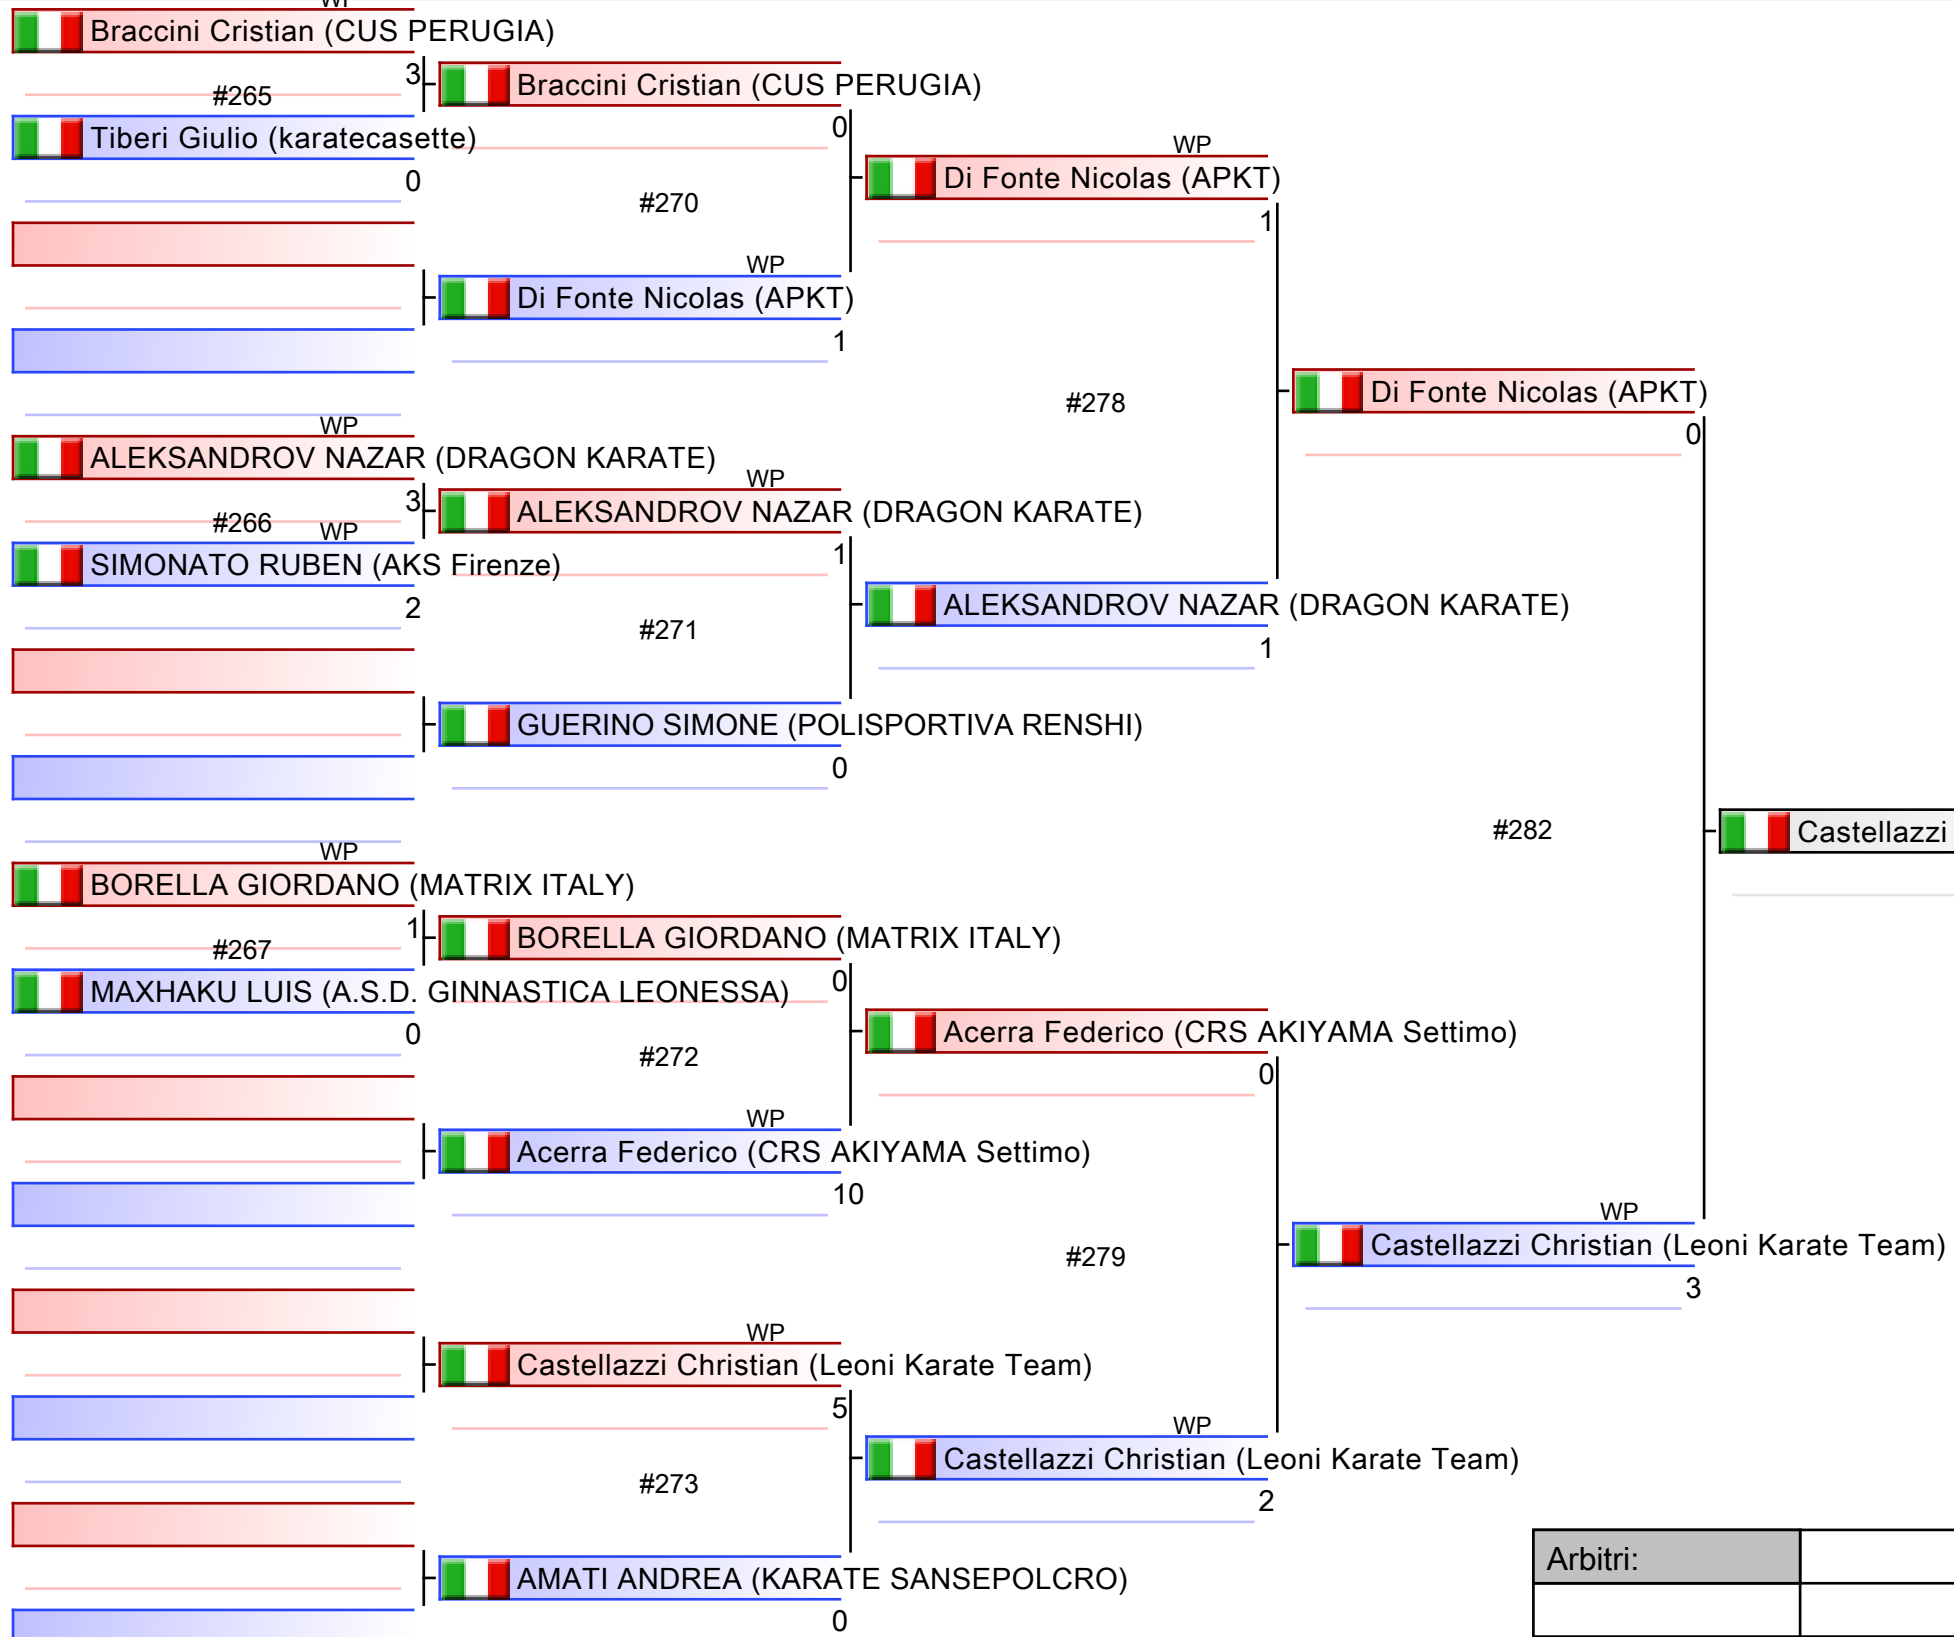 WP
Braccini Cristian (CUS PERUGIA)
3
#265
Tiberi Giulio (karatecasette)
0
WP
ALEKSANDROV NAZAR (DRAGON KARATE)
3
#266
WP
SIMONATO RUBEN (AKS Firenze)
2
WP
BORELLA GIORDANO (MATRIX ITALY)
1
#267
MAXHAKU LUIS (A.S.D. GINNASTICA LEONESSA)
0
Braccini Cristian (CUS PERUGIA)
0
#270
WP
Di Fonte Nicolas (APKT)
1
WP
ALEKSANDROV NAZAR (DRAGON KARATE)
1
#271
GUERINO SIMONE (POLISPORTIVA RENSHI)
0
BORELLA GIORDANO (MATRIX ITALY)
0
#272
WP
Acerra Federico (CRS AKIYAMA Settimo)
10
WP
Castellazzi Christian (Leoni Karate Team)
5
#273
AMATI ANDREA (KARATE SANSEPOLCRO)
0
WP
Di Fonte Nicolas (APKT)
1
#278
ALEKSANDROV NAZAR (DRAGON KARATE)
1
Acerra Federico (CRS AKIYAMA Settimo)
0
#279
WP
Castellazzi Christian (Leoni Karate Team)
2
Di Fonte Nicolas (APKT)
0
#282
WP
Castellazzi Christian (Leoni Karate Team)
3
Castellazzi
Arbitri: